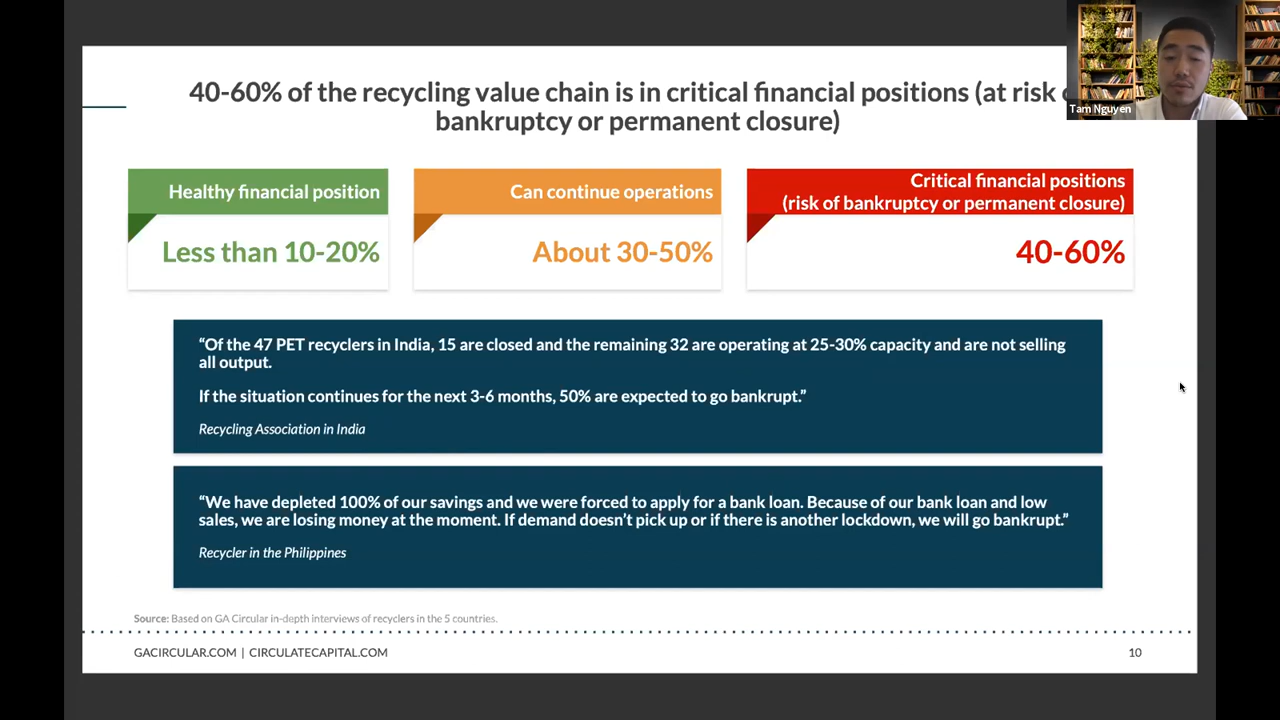 40-60% of the recycling value chain is in critical financial positions (at risk
bankruptcy or permanent closure)
Tam Nguyen
Healthy financial position
Less than 10-20%
Can continue operations
About 30-50%
Critical financial positions
(risk of bankruptcy or permanent closure)
40-60%
“Of the 47 PET recyclers in India, 15 are closed and the remaining 32 are operating at 25-30% capacity and are not selling
all output.
If the situation continues for the next 3-6 months, 50% are expected to go bankrupt.”
Recycling Association in India
“We have depleted 100% of our savings and we were forced to apply for a bank loan. Because of our bank loan and low
sales, we are losing money at the moment. If demand doesn’t pick up or if there is another lockdown, we will go bankrupt.”
Recycler in the Philippines
Source: Based on GA Circular in-depth interviews of recyclers in the 5 countries.
GACIRCULAR.COM | CIRCULATECAPITAL.COM
10